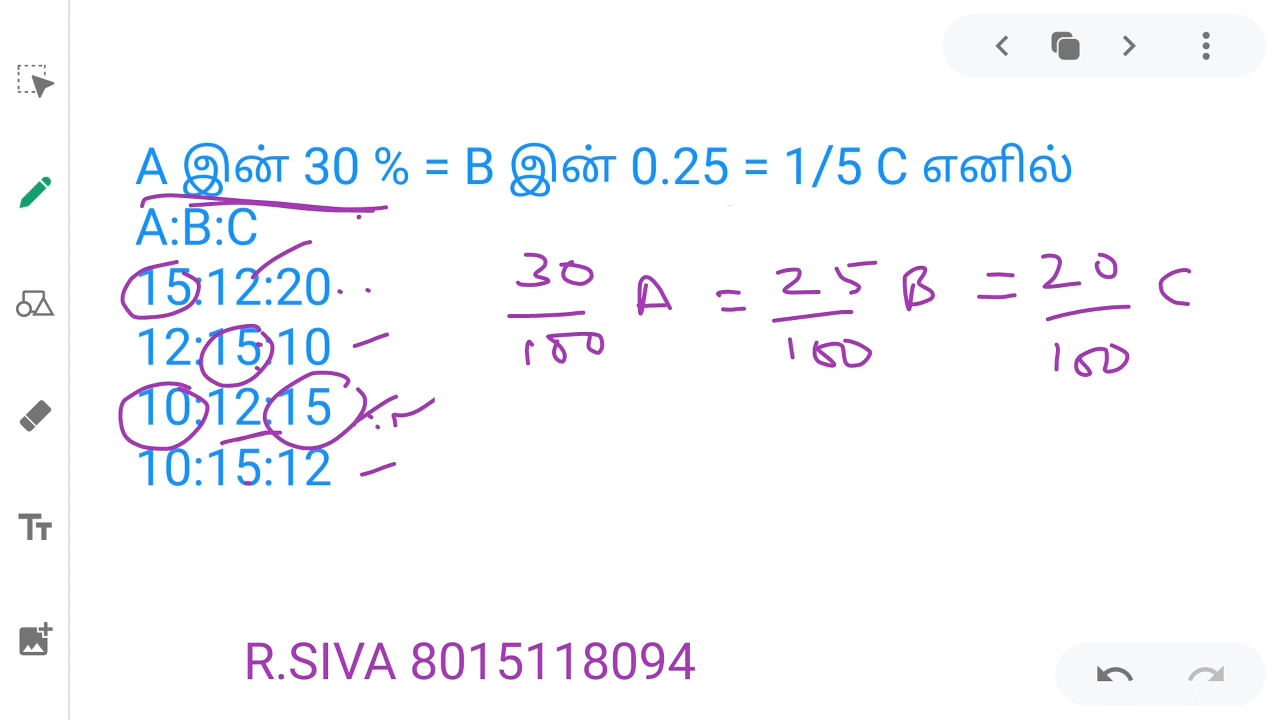 A இன் 30 % = B இன் 0.25 = 1/5 C எனில்
A:B:C
15:12:20
12:15:10
10:12:15
10:15:12
30/100 A = 25/100 B = 20/100 C
R.SIVA 8015118094